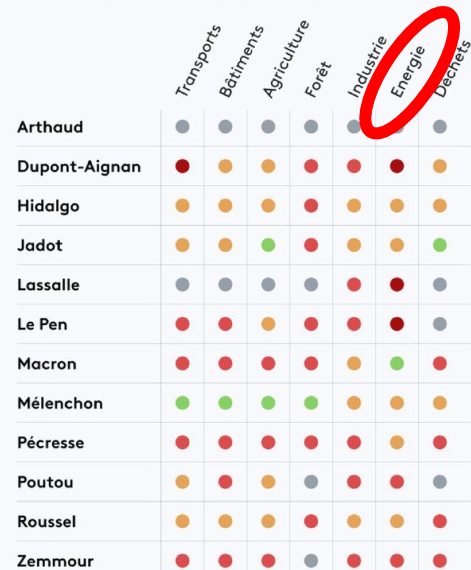 Transports
Bâtiments
Agriculture
Forêt
Industrie
Energie
Déchets
Arthaud
Dupont-Aignan
Hidalgo
Jadot
Lassalle
Le Pen
Macron
Mélenchon
Pécresse
Poutou
Roussel
Zemmour